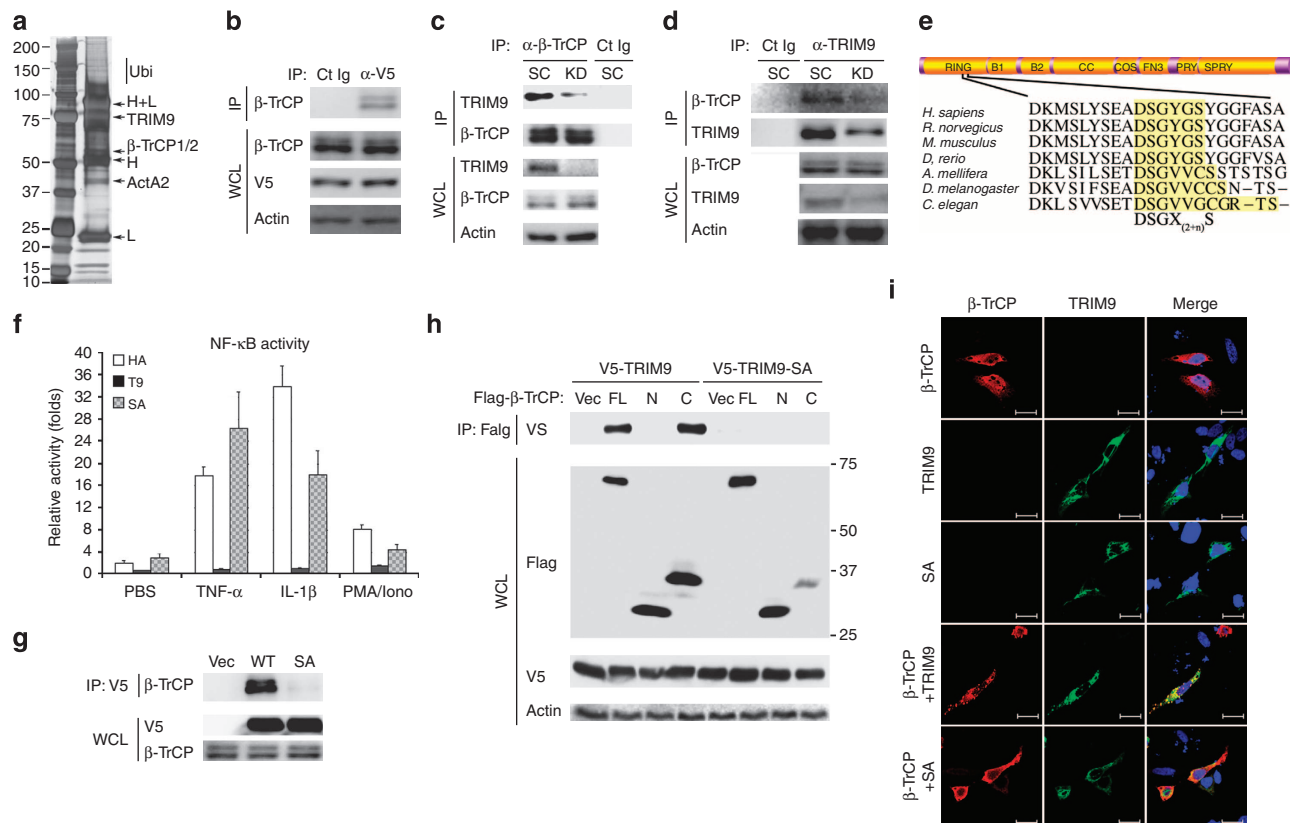 a
200
150
100
75
50
37
25
20
15
10
Ubi
H+L
TRIM9
β-TrCP1/2
H
ActA2
L
b
IP: Ct Ig α-V5
IP
β-TrCP
WCL
β-TrCP
V5
Actin
c
IP: α-β-TrCP Ct Ig
SC KD SC
IP
TRIM9
β-TrCP
WCL
TRIM9
β-TrCP
Actin
d
IP: Ct Ig α-TRIM9
SC SC KD
IP
β-TrCP
TRIM9
WCL
β-TrCP
TRIM9
Actin
e
RING B1 B2 CC COS FN3 PRY SPRY
H. sapiens DKMSLYSEADSGYGSYGGFASA
R. norvegicus DKMSLYSEADSGYGSYGGFASA
M. musculus DKMSLYSEADSGYGSYGGFASA
D, rerio DKMSLYSEADSGYGSYGGFVSA
A. mellifera DKLSILSETDSGVVCSSTSTSG
D. melanogaster DKVSIFSEADSGVVCCSN–TS–
C. elegan DKLSVVSETDSGVVGCGR–TS–
DSGX(2+n)S
f
NF-κB activity
Relative activity (folds)
40
36
32
28
24
20
16
12
8
4
0
HA
T9
SA
PBS TNF-α IL-1β PMA/Iono
g
Vec WT SA
IP: V5 β-TrCP
WCL
V5
β-TrCP
h
V5-TRIM9 V5-TRIM9-SA
Flag-β-TrCP: Vec FL N C Vec FL N C
IP: Falg VS
WCL
Flag
75
50
37
25
V5
Actin
i
β-TrCP TRIM9 Merge
β-TrCP
TRIM9
SA
β-TrCP
+TRIM9
β-TrCP
+SA